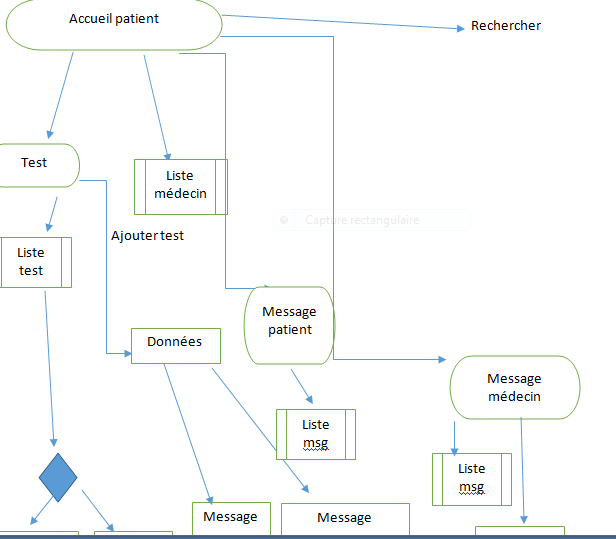 Accueil patient
Rechercher
Test
Liste
médecin
Capture rectangulaire
Ajouter test
Liste
test
Message
patient
Données
Message
médecin
Liste
msg
Liste
msg
Message
Message